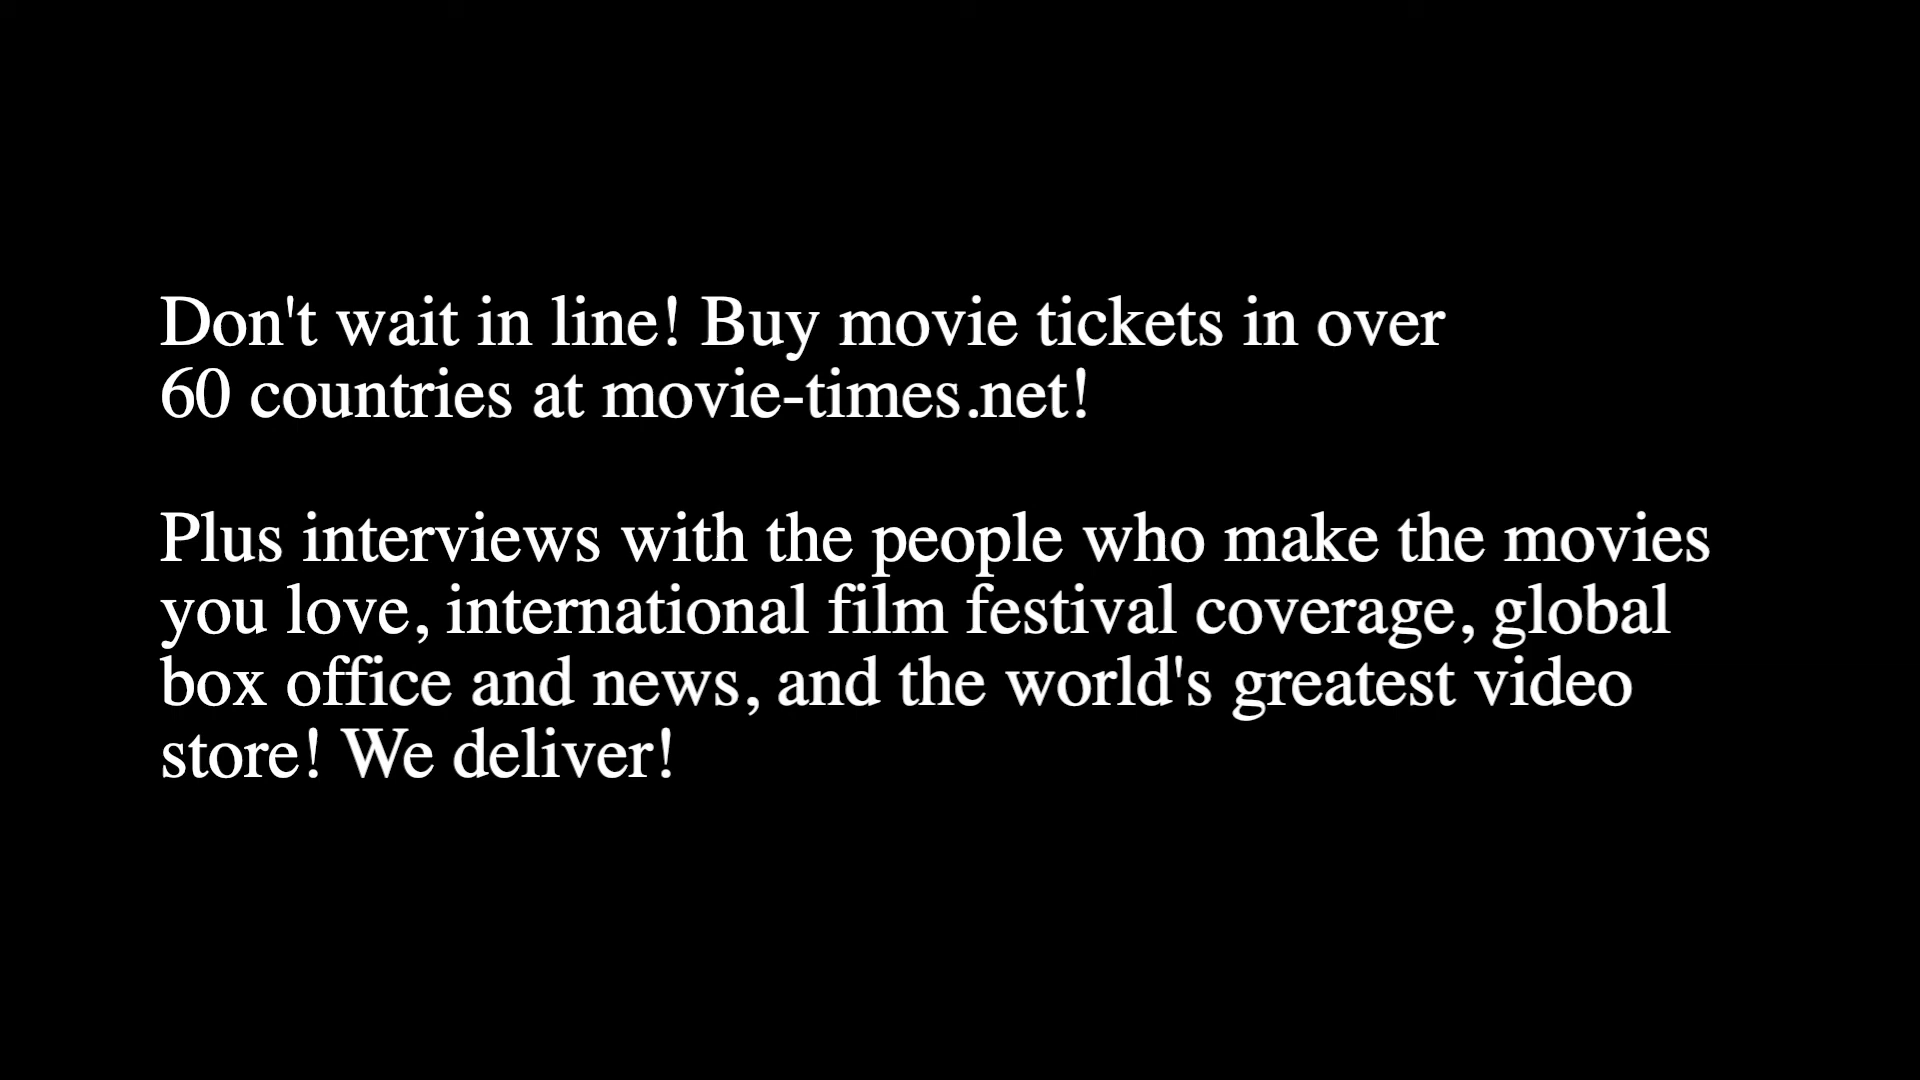 Don't wait in line! Buy movie tickets in over
60 countries at movie-times.net!
Plus interviews with the people who make the movies
you love, international film festival coverage, global
box office and news, and the world's greatest video
store! We deliver!